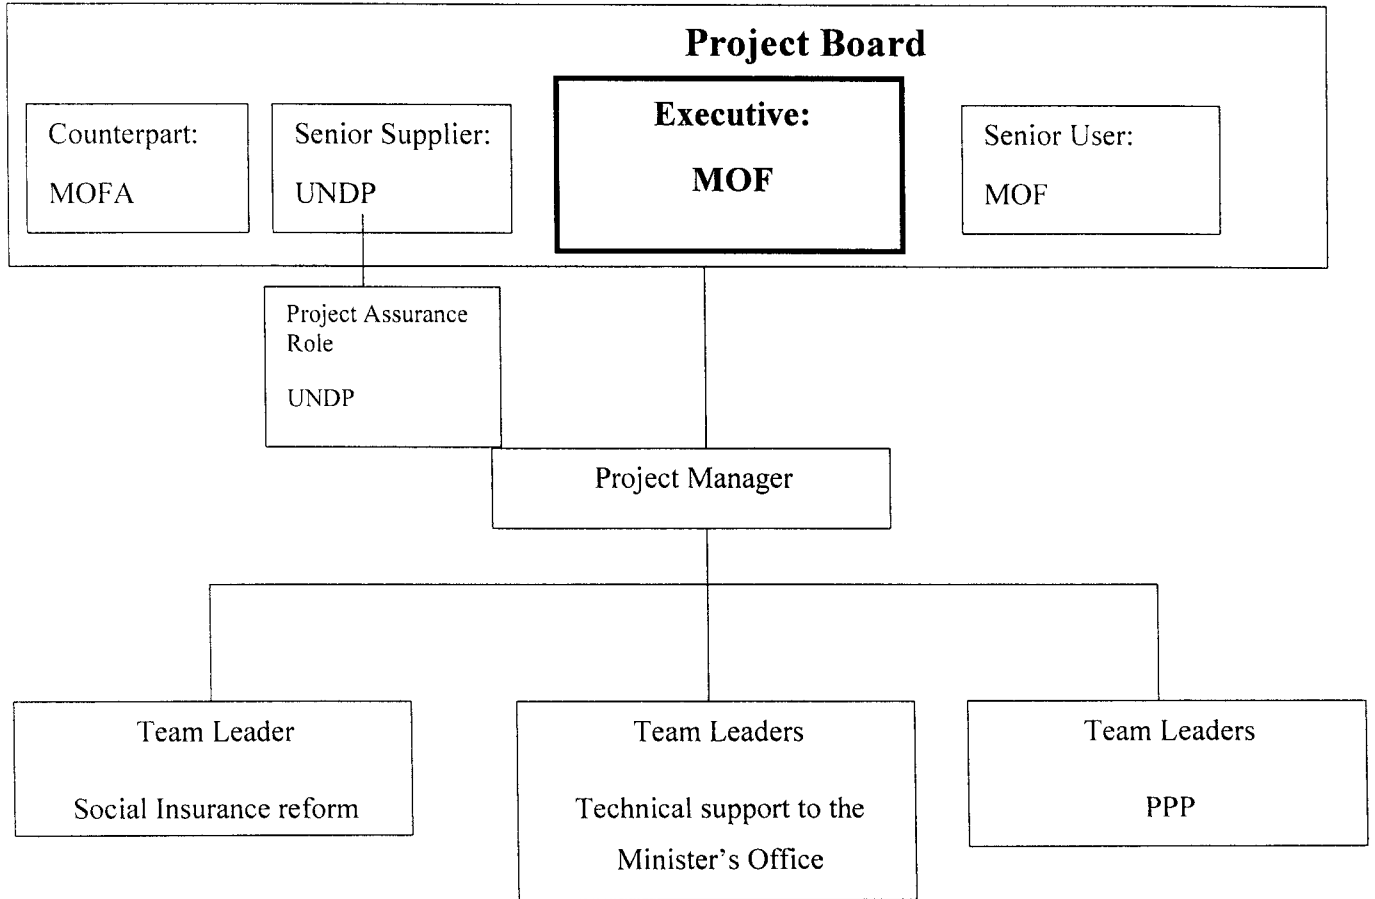 Project Board
Counterpart:
MOFA
Senior Supplier:
UNDP
Executive:
MOF
Senior User:
MOF
Project Assurance
Role
UNDP
Project Manager
Team Leader
Social Insurance reform
Team Leaders
Technical support to the
Minister's Office
Team Leaders
PPP